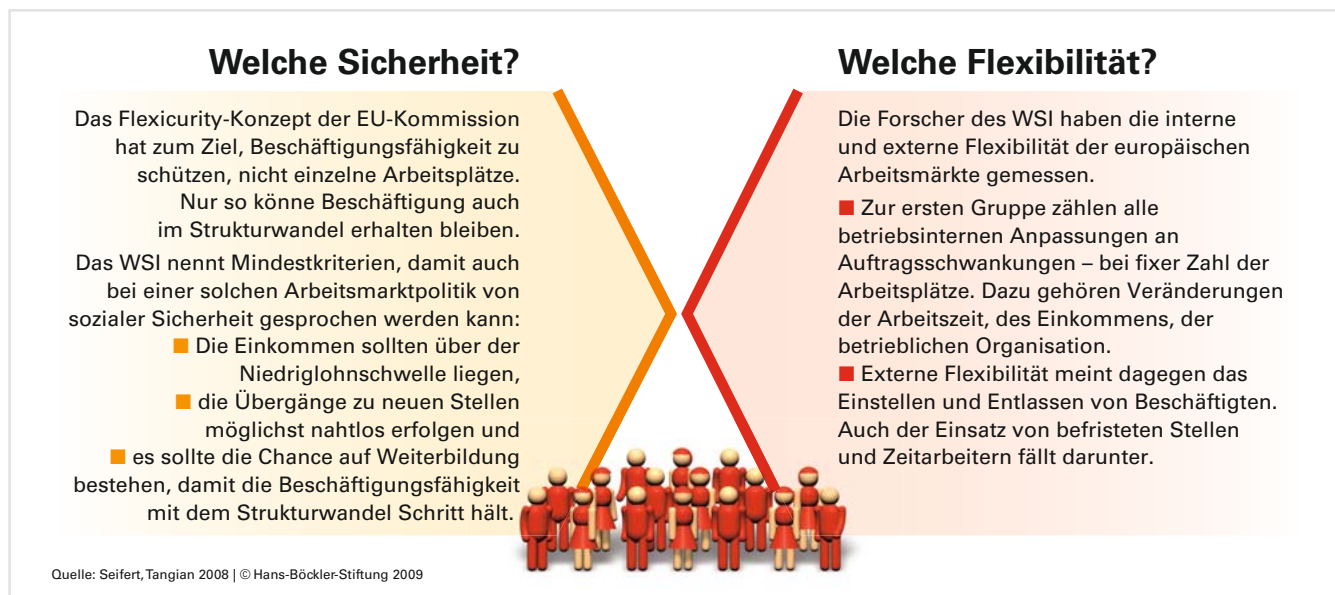 Welche Sicherheit?
Das Flexicurity-Konzept der EU-Kommission
hat zum Ziel, Beschäftigungsfähigkeit zu
schützen, nicht einzelne Arbeitsplätze.
Nur so könne Beschäftigung auch
im Strukturwandel erhalten bleiben.
Das WSI nennt Mindestkriterien, damit auch
bei einer solchen Arbeitsmarktpolitik von
sozialer Sicherheit gesprochen werden kann:
■ Die Einkommen sollten über der
Niedriglohnschwelle liegen,
■ die Übergänge zu neuen Stellen
möglichst nahtlos erfolgen und
■ es sollte die Chance auf Weiterbildung
bestehen, damit die Beschäftigungsfähigkeit
mit dem Strukturwandel Schritt hält.
Welche Flexibilität?
Die Forscher des WSI haben die interne
und externe Flexibilität der europäischen
Arbeitsmärkte gemessen.
■ Zur ersten Gruppe zählen alle
betriebsinternen Anpassungen an
Auftragsschwankungen – bei fixer Zahl der
Arbeitsplätze. Dazu gehören Veränderungen
der Arbeitszeit, des Einkommens, der
betrieblichen Organisation.
■ Externe Flexibilität meint dagegen das
Einstellen und Entlassen von Beschäftigten.
Auch der Einsatz von befristeten Stellen
und Zeitarbeitern fällt darunter.
Quelle: Seifert, Tangian 2008 | © Hans-Böckler-Stiftung 2009